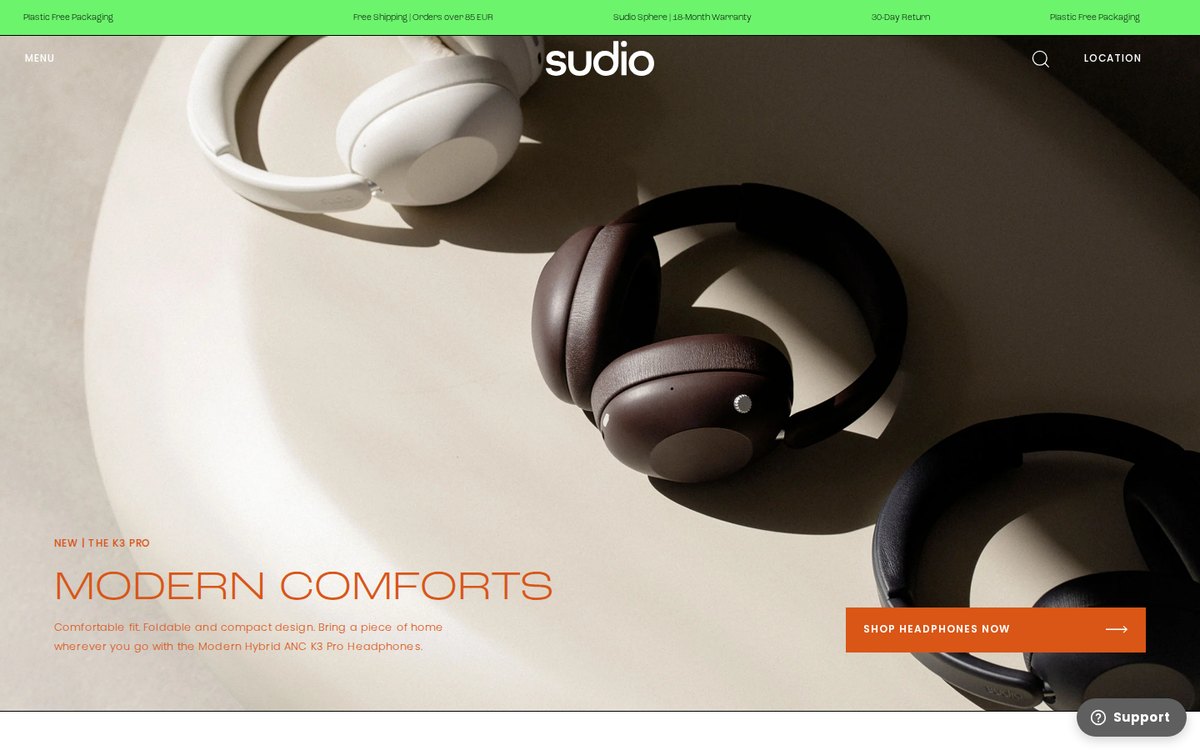 Plastic Free Packaging
Free Shipping | Orders over 85 EUR
Sudio Sphere | 18-Month Warranty
30-Day Return
Plastic Free Packaging
MENU
sudio
LOCATION
NEW | THE K3 PRO
MODERN COMFORTS
Comfortable fit. Foldable and compact design. Bring a piece of home
wherever you go with the Modern Hybrid ANC K3 Pro Headphones.
SHOP HEADPHONES NOW
sudio
Support